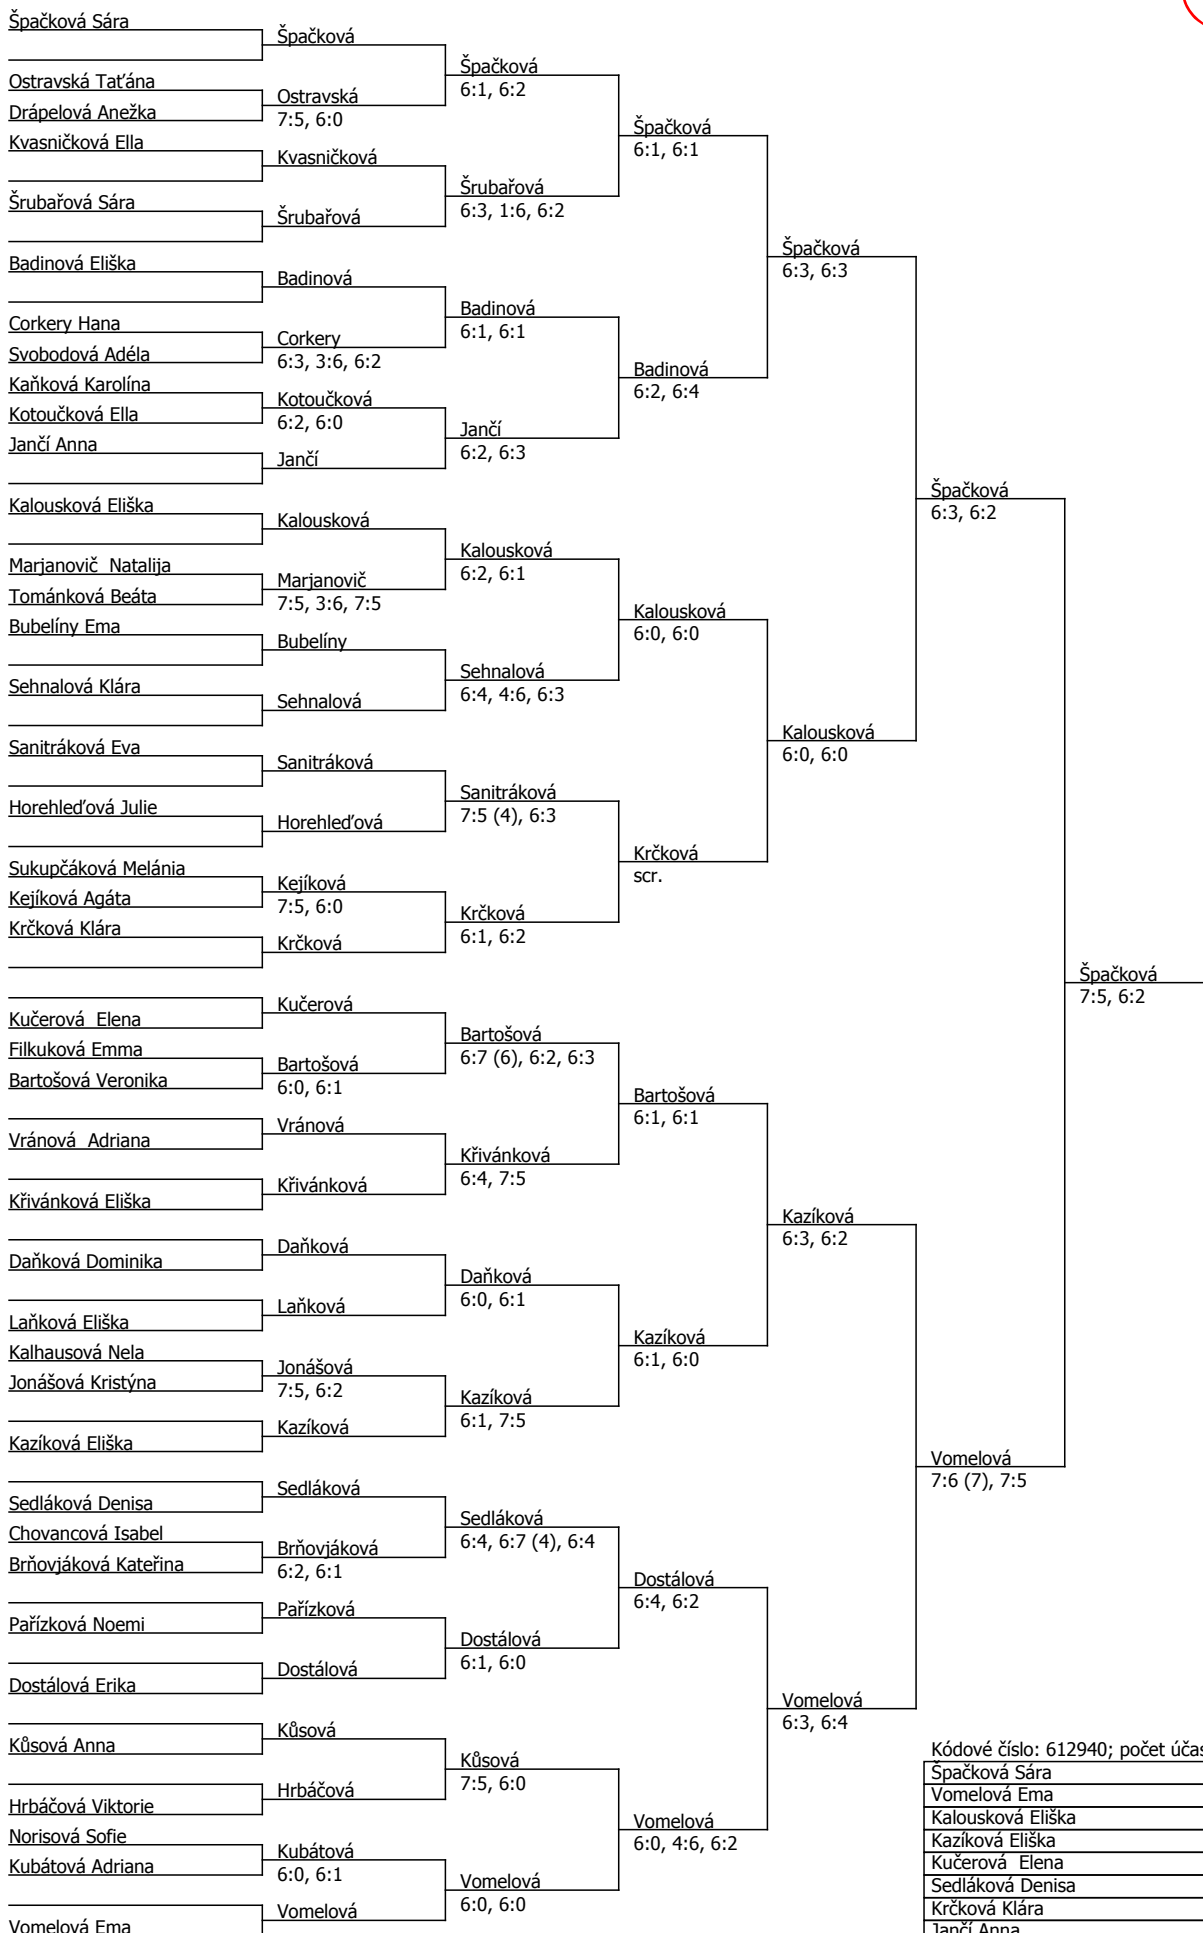 Špačková Sára
Ostravská Taťána
Drápelová Anežka
Kvasničková Ella
Šrubařová Sára
Badinová Eliška
Corkery Hana
Svobodová Adéla
Kaňková Karolína
Kotoučková Ella
Jančí Anna
Kalousková Eliška
Marjanovič  Natalija
Tománková Beáta
Bubelíny Ema
Sehnalová Klára
Sanitráková Eva
Horehleďová Julie
Sukupčáková Melánia
Kejíková Agáta
Krčková Klára
Kučerová  Elena
Filkuková Emma
Bartošová Veronika
Vránová  Adriana
Křivánková Eliška
Daňková Dominika
Laňková Eliška
Kalhausová Nela
Jonášová Kristýna
Kazíková Eliška
Sedláková Denisa
Chovancová Isabel
Brňovjáková Kateřina
Pařízková Noemi
Dostálová Erika
Kůsová Anna
Hrbáčová Viktorie
Norisová Sofie
Kubátová Adriana
Vomelová Ema
Špačková
Ostravská
7:5, 6:0
Kvasničková
Šrubařová
Badinová
Corkery
6:3, 3:6, 6:2
Kotoučková
6:2, 6:0
Jančí
Kalousková
Marjanovič
7:5, 3:6, 7:5
Bubelíny
Sehnalová
Sanitráková
Horehleďová
Kejíková
7:5, 6:0
Krčková
Kučerová
Bartošová
6:0, 6:1
Vránová
Křivánková
Daňková
Laňková
Jonášová
7:5, 6:2
Kazíková
Sedláková
Brňovjáková
6:2, 6:1
Pařízková
Dostálová
Kůsová
Hrbáčová
Kubátová
6:0, 6:1
Vomelová
Špačková
6:1, 6:2
Šrubařová
6:3, 1:6, 6:2
Badinová
6:1, 6:1
Jančí
6:2, 6:3
Kalousková
6:2, 6:1
Sehnalová
6:4, 4:6, 6:3
Sanitráková
7:5 (4), 6:3
Krčková
6:1, 6:2
Bartošová
6:7 (6), 6:2, 6:3
Křivánková
6:4, 7:5
Daňková
6:0, 6:1
Kazíková
6:1, 7:5
Sedláková
6:4, 6:7 (4), 6:4
Dostálová
6:1, 6:0
Kůsová
7:5, 6:0
Vomelová
6:0, 6:0
Špačková
6:1, 6:1
Badinová
6:2, 6:4
Kalousková
6:0, 6:0
Krčková
scr.
Bartošová
6:1, 6:1
Kazíková
6:1, 6:0
Dostálová
6:4, 6:2
Vomelová
6:0, 4:6, 6:2
Špačková
6:3, 6:3
Kalousková
6:0, 6:0
Kazíková
6:3, 6:2
Vomelová
6:3, 6:4
Špačková
6:3, 6:2
Vomelová
7:6 (7), 7:5
Špačková
7:5, 6:2
Kódové číslo: 612940; počet účas
Špačková Sára
Vomelová Ema
Kalousková Eliška
Kazíková Eliška
Kučerová  Elena
Sedláková Denisa
Krčková Klára
Jančí Anna